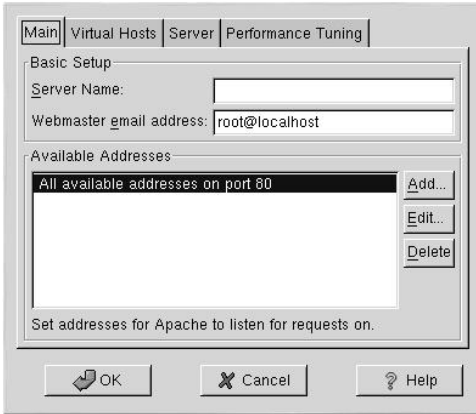 Main Virtual Hosts Server Performance Tuning
Basic Setup
Server Name:
Webmaster email address: root@localhost
Available Addresses
All available addresses on port 80
Add...
Edit...
Delete
Set addresses for Apache to listen for requests on.
OK Cancel Help